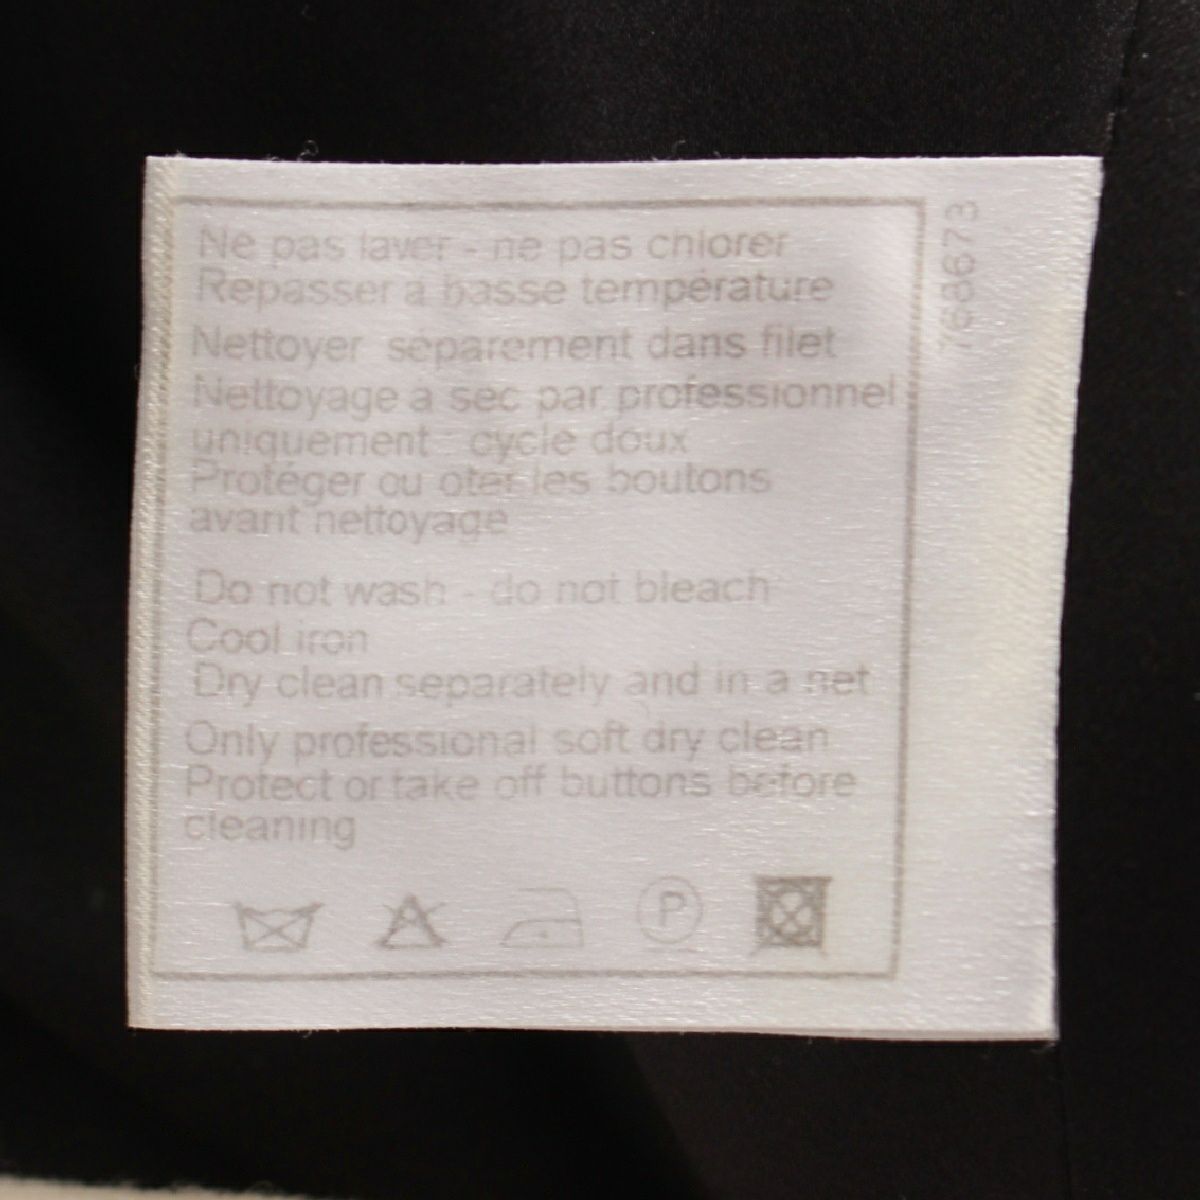 Ne pas laver - ne pas chlorer
Repasser à basse température
Nettoyer séparement dans filet
Nettoyage à sec par professionnel
uniquement : cycle doux
Protéger ou oter les boutons
avant nettoyage
Do not wash - do not bleach
Cool iron
Dry clean separately and in a net
Only professional soft dry clean
Protect or take off buttons before
cleaning
P
768673